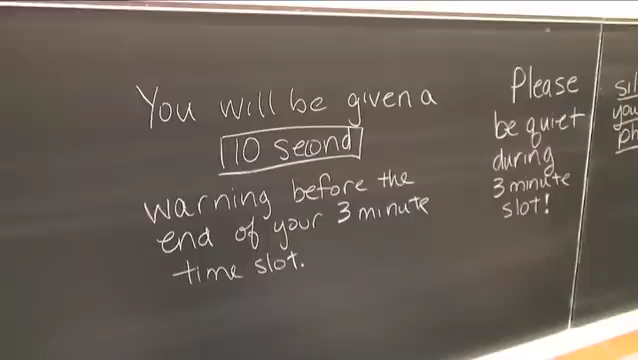 You will be given a
10 second
warning before the
end of your 3 minute
time slot.
Please
be quiet
during
3 minute
slot!